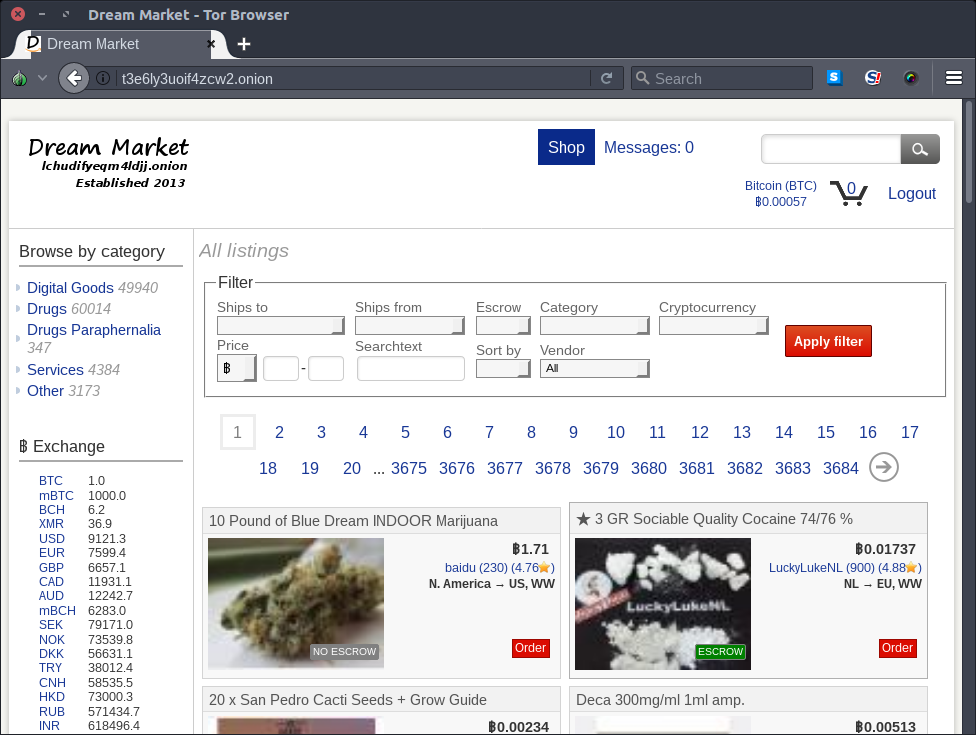 Dream Market - Tor Browser
Dream Market
t3e6ly3uoif4zcw2.onion
Search
Dream Market
lchudifyeqm4ldjj.onion
Established 2013
Shop
Messages: 0
Bitcoin (BTC)
฿0.00057
0
Logout
Browse by category
Digital Goods 49940
Drugs 60014
Drugs Paraphernalia
347
Services 4384
Other 3173
฿ Exchange
BTC 1.0
mBTC 1000.0
BCH 6.2
XMR 36.9
USD 9121.3
EUR 7599.4
GBP 6657.1
CAD 11931.1
AUD 12242.7
mBCH 6283.0
SEK 79171.0
NOK 73539.8
DKK 56631.1
TRY 38012.4
CNH 58535.5
HKD 73000.3
RUB 571434.7
INR 618496.4
All listings
Filter
Ships to
Ships from
Escrow
Category
Cryptocurrency
Price
฿
-
Searchtext
Sort by
Vendor
All
Apply filter
1 2 3 4 5 6 7 8 9 10 11 12 13 14 15 16 17
18 19 20 ... 3675 3676 3677 3678 3679 3680 3681 3682 3683 3684
10 Pound of Blue Dream INDOOR Marijuana
฿1.71
baidu (230) (4.76⭐)
N. America → US, WW
NO ESCROW
Order
★ 3 GR Sociable Quality Cocaine 74/76 %
฿0.01737
LuckyLukeNL (900) (4.88⭐)
NL → EU, WW
LuckyLukeNL
ESCROW
Order
20 x San Pedro Cacti Seeds + Grow Guide
฿0.00234
Deca 300mg/ml 1ml amp.
฿0.00513